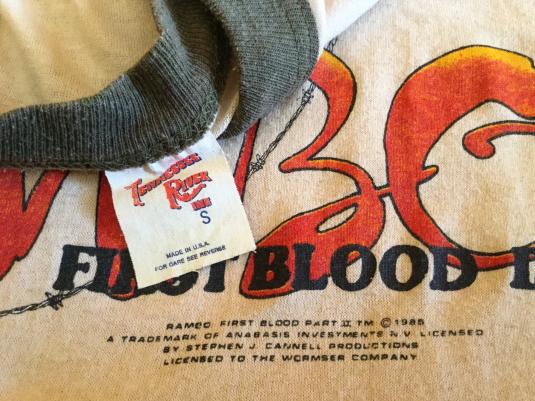 TENNESSEE
RIVER
INC
S
MADE IN U.S.A.
FOR CARE SEE REVERSE
FIRST BLOOD
RAMBO FIRST BLOOD PART II TM © 1985
A TRADEMARK OF ANABASIS INVESTMENTS N.V. LICENSED
BY STEPHEN J. CANNELL PRODUCTIONS
LICENSED TO THE WORMSER COMPANY